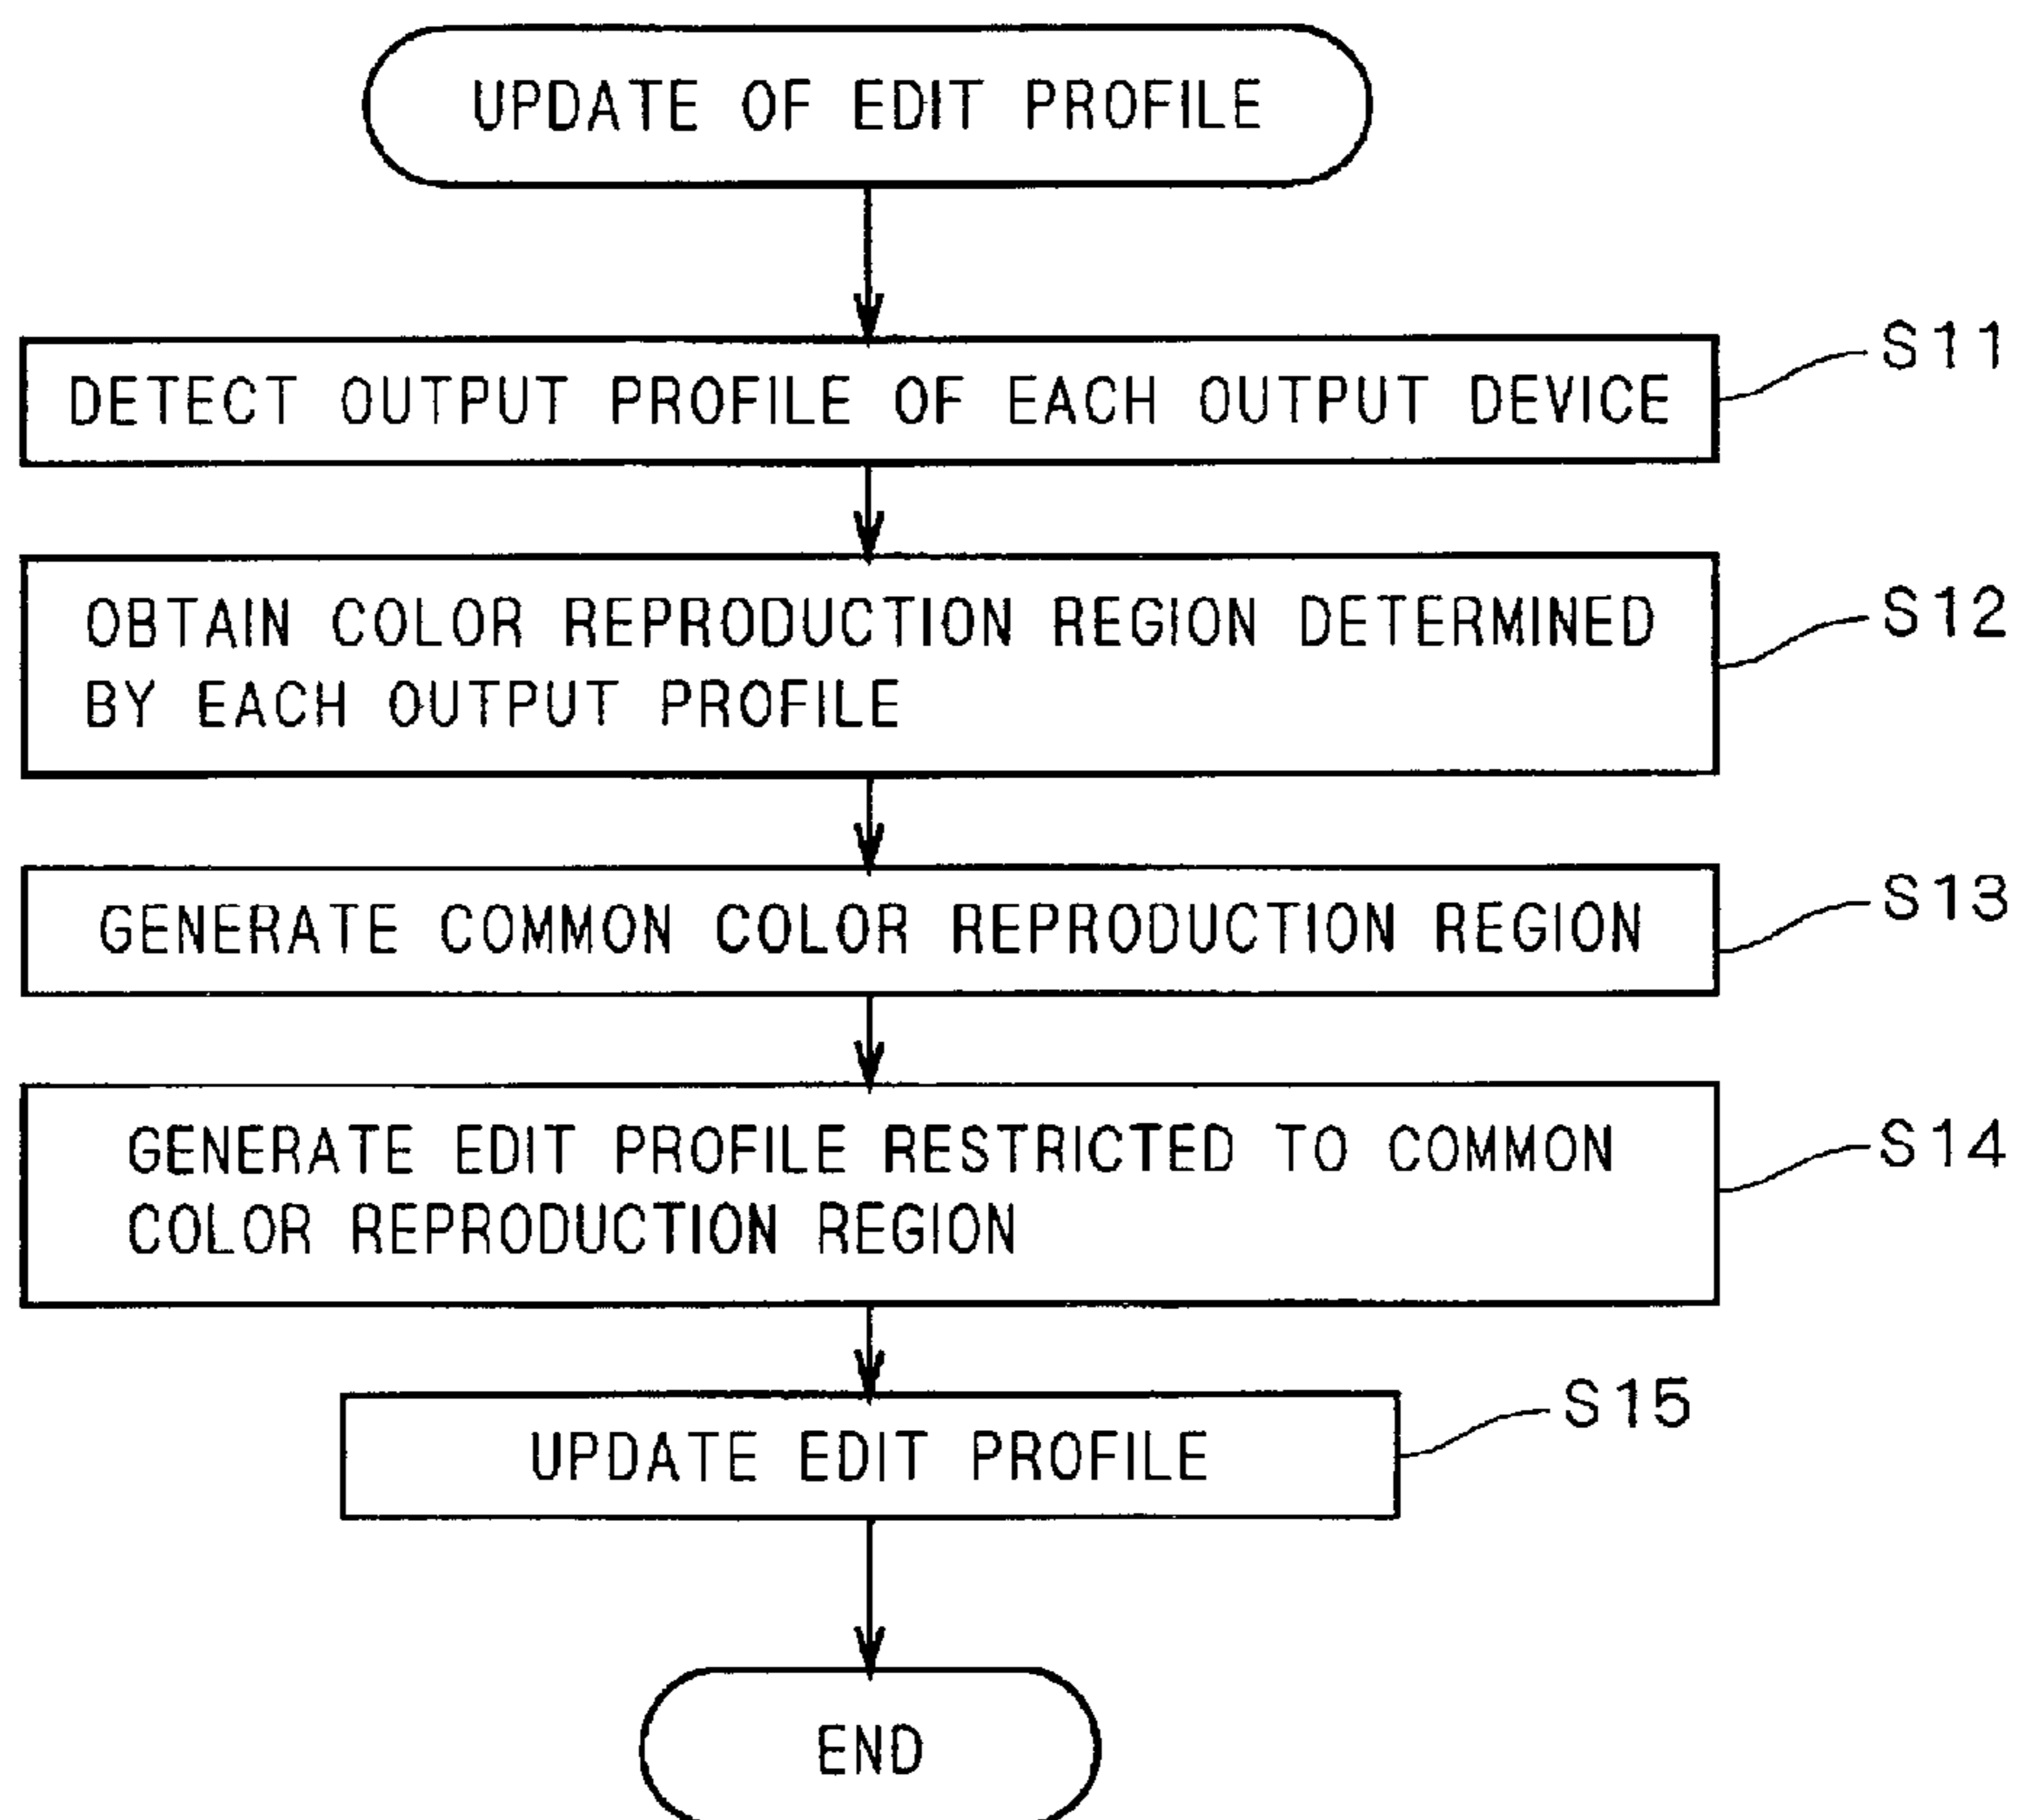 UPDATE OF EDIT PROFILE
DETECT OUTPUT PROFILE OF EACH OUTPUT DEVICE
S11
OBTAIN COLOR REPRODUCTION REGION DETERMINED
BY EACH OUTPUT PROFILE
S12
GENERATE COMMON COLOR REPRODUCTION REGION
S13
GENERATE EDIT PROFILE RESTRICTED TO COMMON
COLOR REPRODUCTION REGION
S14
UPDATE EDIT PROFILE
S15
END